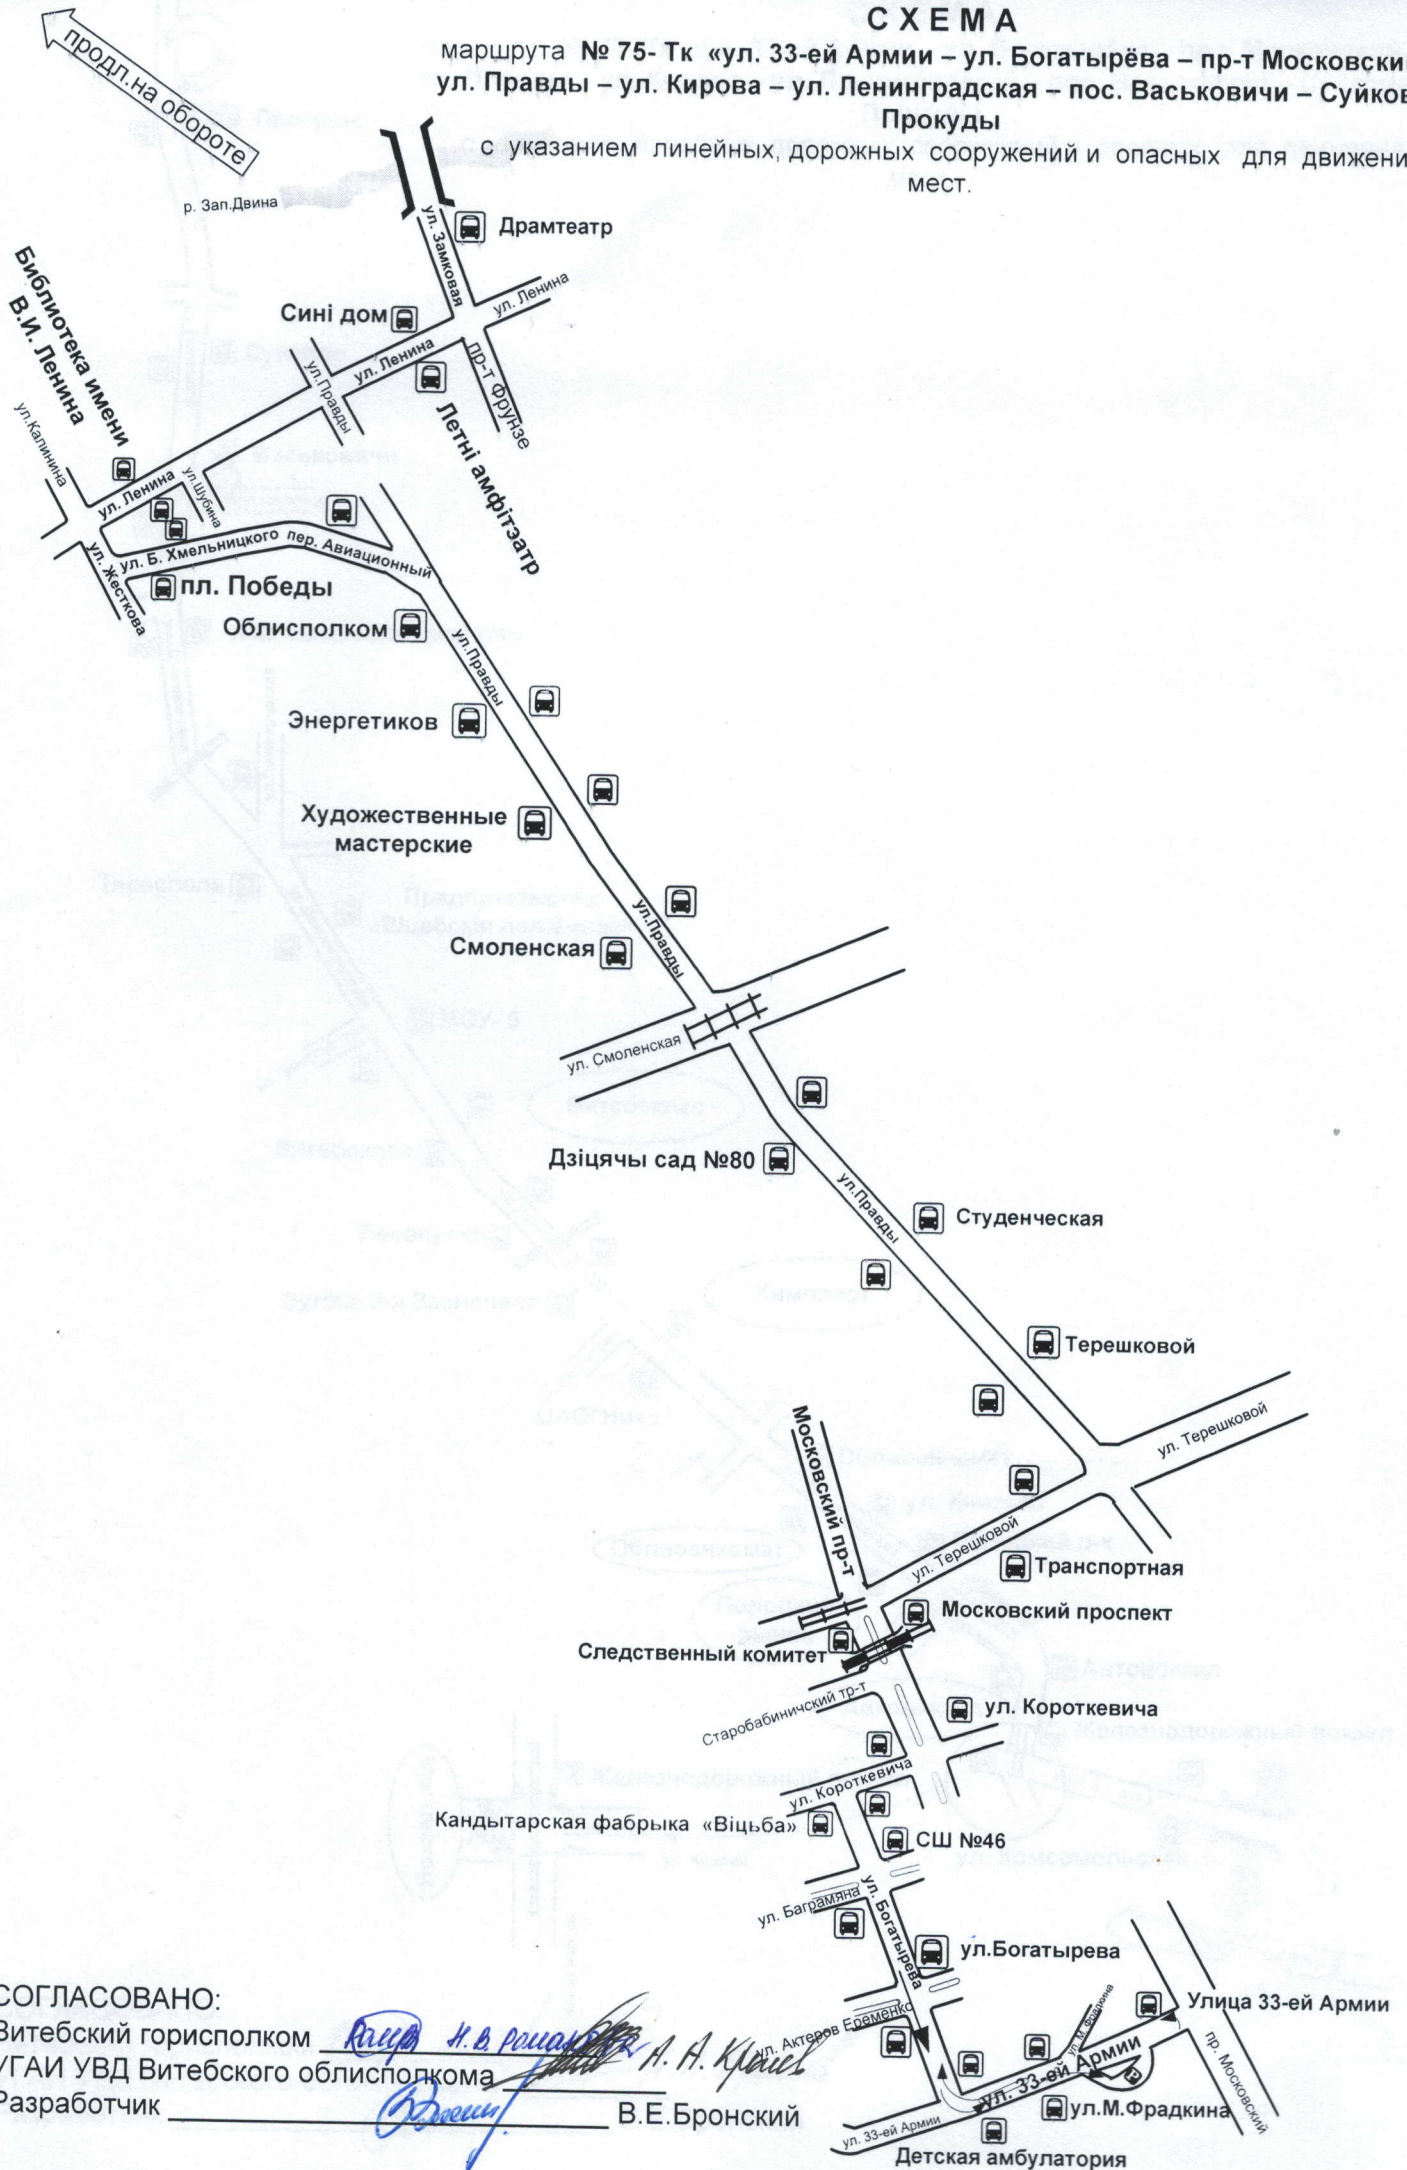 СХЕМА
маршрута № 75- Тк «ул. 33-ей Армии – ул. Богатырёва – пр-т Московски
ул. Правды – ул. Кирова – ул. Ленинградская – пос. Васьковичи – Суйков
Прокуды
с указанием линейных, дорожных сооружений и опасных для движени
мест.
продл.на обороте
р. Зап.Двина
ул. Замковая
Драмтеатр
ул. Ленина
Сині дом
ул. Ленина
пр-т Фрунзе
ул.Правды
Летні амфітэатр
Библиотека имени
В.И. Ленина
ул.Калинина
ул. Ленина
ул.Шубина
ул. Б. Хмельницкого
пер. Авиационный
ул. Жесткова
пл. Победы
Облисполком
ул.Правды
Энергетиков
Художественные
мастерские
ул.Правды
Смоленская
ул. Смоленская
Дзіцячы сад №80
ул.Правды
Студенческая
Терешковой
ул. Терешковой
Московский пр-т
ул. Терешковой
Транспортная
Московский проспект
Следственный комитет
Старобабиничский тр-т
ул. Короткевича
ул. Короткевича
Кандытарская фабрыка «Віцьба»
СШ №46
ул. Баграмяна
ул. Богатырева
ул.Богатырева
ул. Актеров Еременко
ул. М. Фрадкина
Улица 33-ей Армии
ул. 33-ей Армии
пр. Московский
ул.М.Фрадкина
ул. 33-ей Армии
Детская амбулатория
СОГЛАСОВАНО:
Витебский горисполком
УГАИ УВД Витебского облисполкома
Разработчик В.Е.Бронский